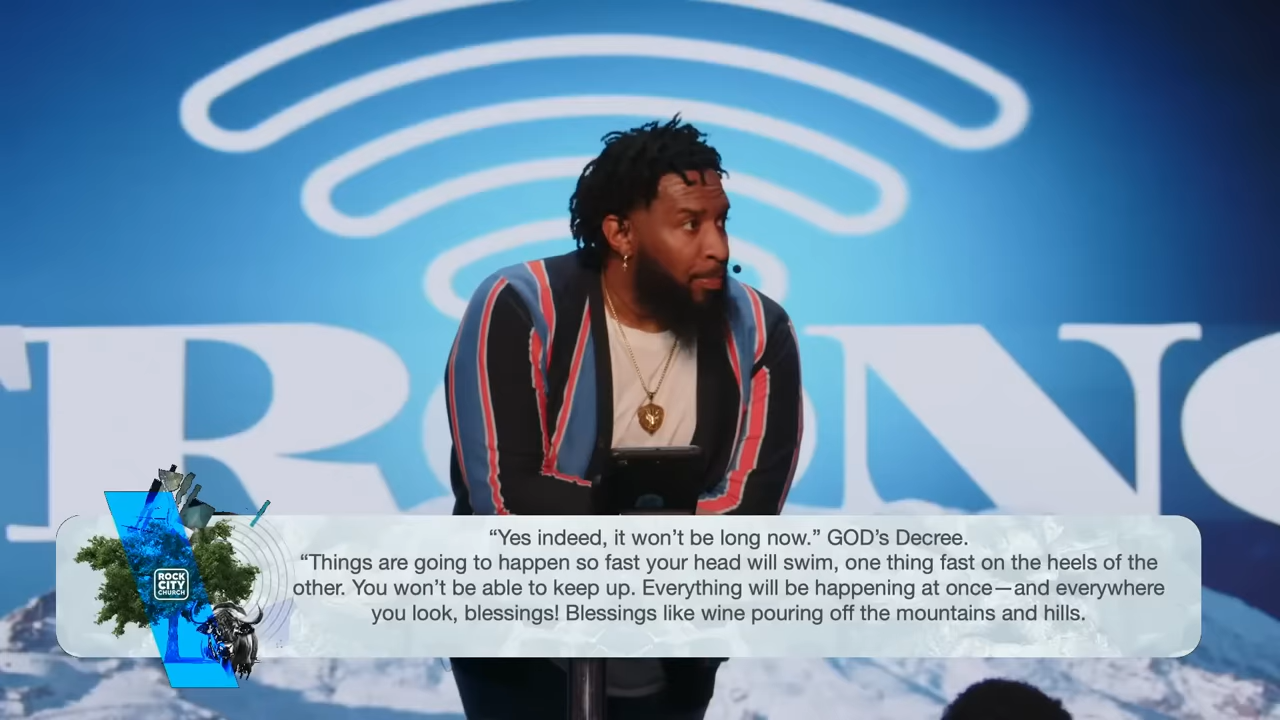 TRONG
ROCK
CITY
CHURCH
“Yes indeed, it won’t be long now.” GOD’s Decree.
“Things are going to happen so fast your head will swim, one thing fast on the heels of the
other. You won’t be able to keep up. Everything will be happening at once—and everywhere
you look, blessings! Blessings like wine pouring off the mountains and hills.